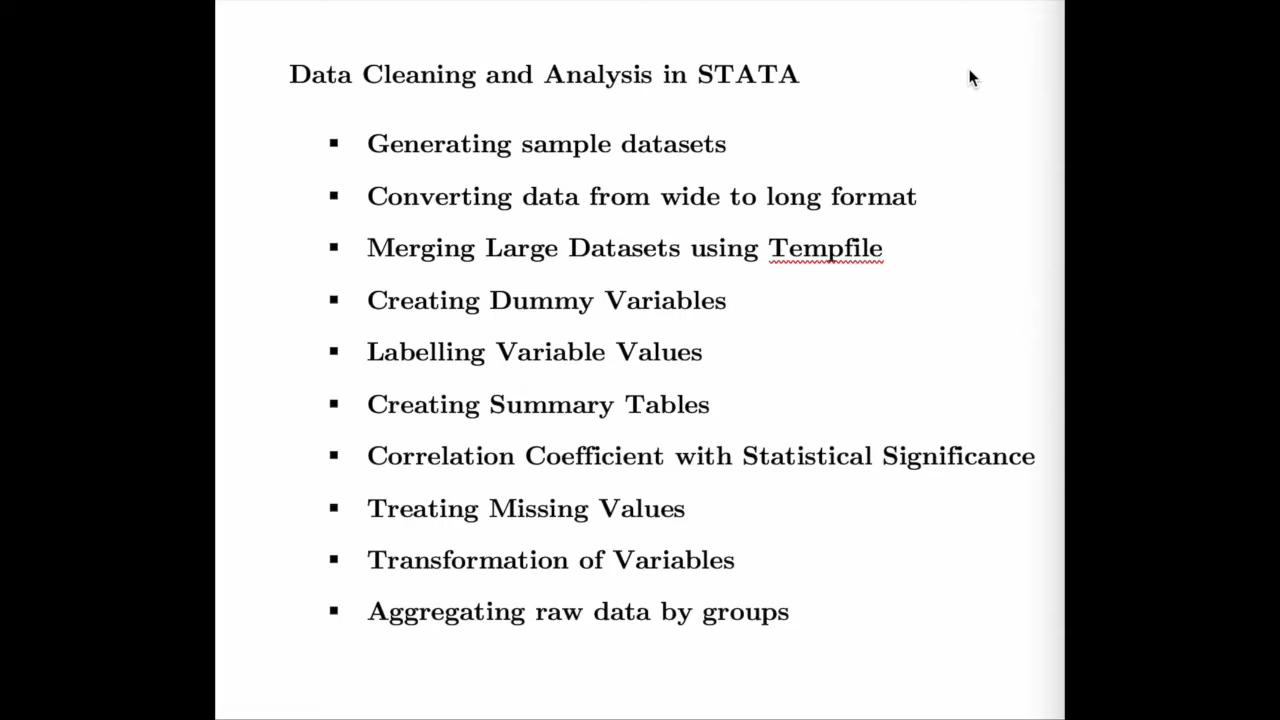 Data Cleaning and Analysis in STATA
▪ Generating sample datasets
▪ Converting data from wide to long format
▪ Merging Large Datasets using Tempfile
▪ Creating Dummy Variables
▪ Labelling Variable Values
▪ Creating Summary Tables
▪ Correlation Coefficient with Statistical Significance
▪ Treating Missing Values
▪ Transformation of Variables
▪ Aggregating raw data by groups